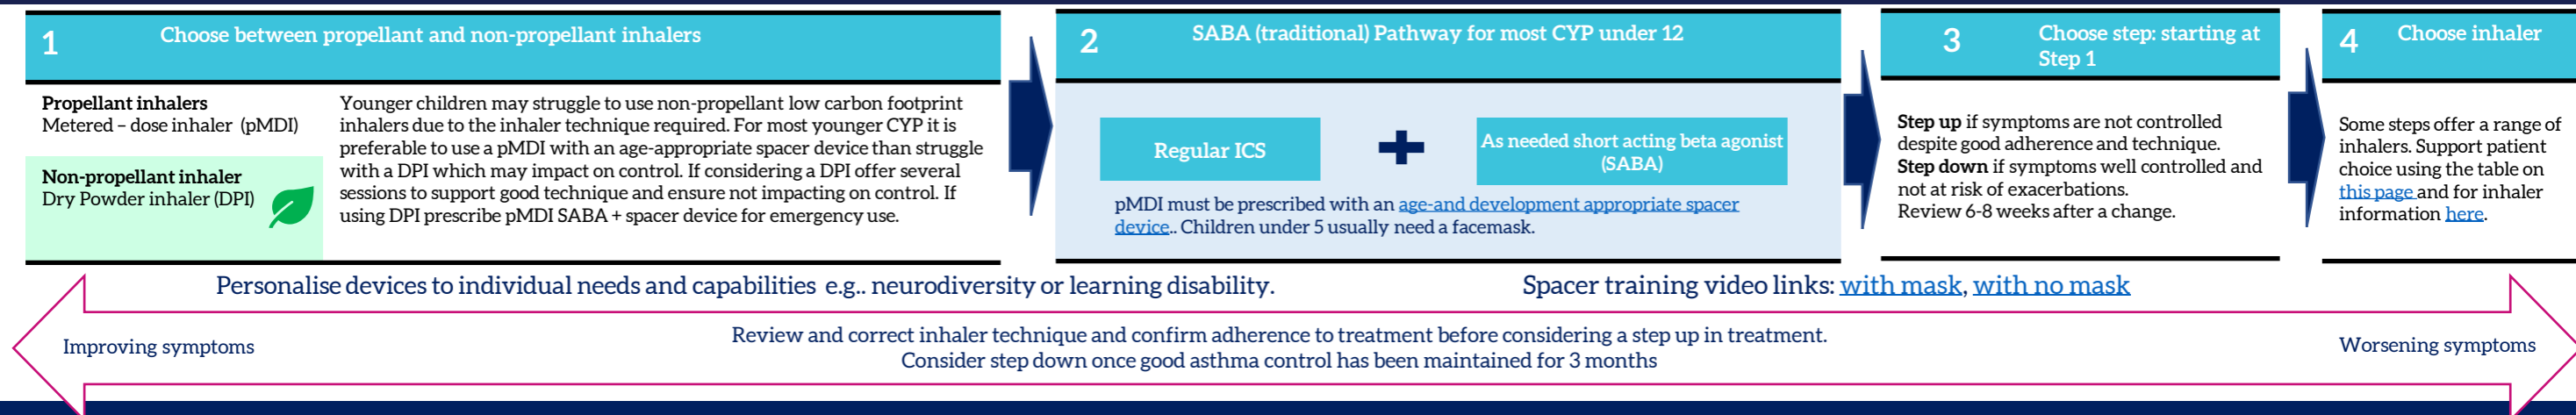 1
Choose between propellant and non-propellant inhalers
Propellant inhalers
Metered – dose inhaler (pMDI)
Non-propellant inhaler
Dry Powder inhaler (DPI)
Younger children may struggle to use non-propellant low carbon footprint
inhalers due to the inhaler technique required. For most younger CYP it is
preferable to use a pMDI with an age-appropriate spacer device than struggle
with a DPI which may impact on control. If considering a DPI offer several
sessions to support good technique and ensure not impacting on control. If
using DPI prescribe pMDI SABA + spacer device for emergency use.
2
SABA (traditional) Pathway for most CYP under 12
Regular ICS
As needed short acting beta agonist
(SABA)
pMDI must be prescribed with an age-and development appropriate spacer
device.. Children under 5 usually need a facemask.
3
Choose step: starting at
Step 1
Step up if symptoms are not controlled
despite good adherence and technique.
Step down if symptoms well controlled and
not at risk of exacerbations.
Review 6-8 weeks after a change.
4
Choose inhaler
Some steps offer a range of
inhalers. Support patient
choice using the table on
this page and for inhaler
information here.
Personalise devices to individual needs and capabilities e.g.. neurodiversity or learning disability.
Spacer training video links: with mask, with no mask
Improving symptoms
Review and correct inhaler technique and confirm adherence to treatment before considering a step up in treatment.
Consider step down once good asthma control has been maintained for 3 months
Worsening symptoms